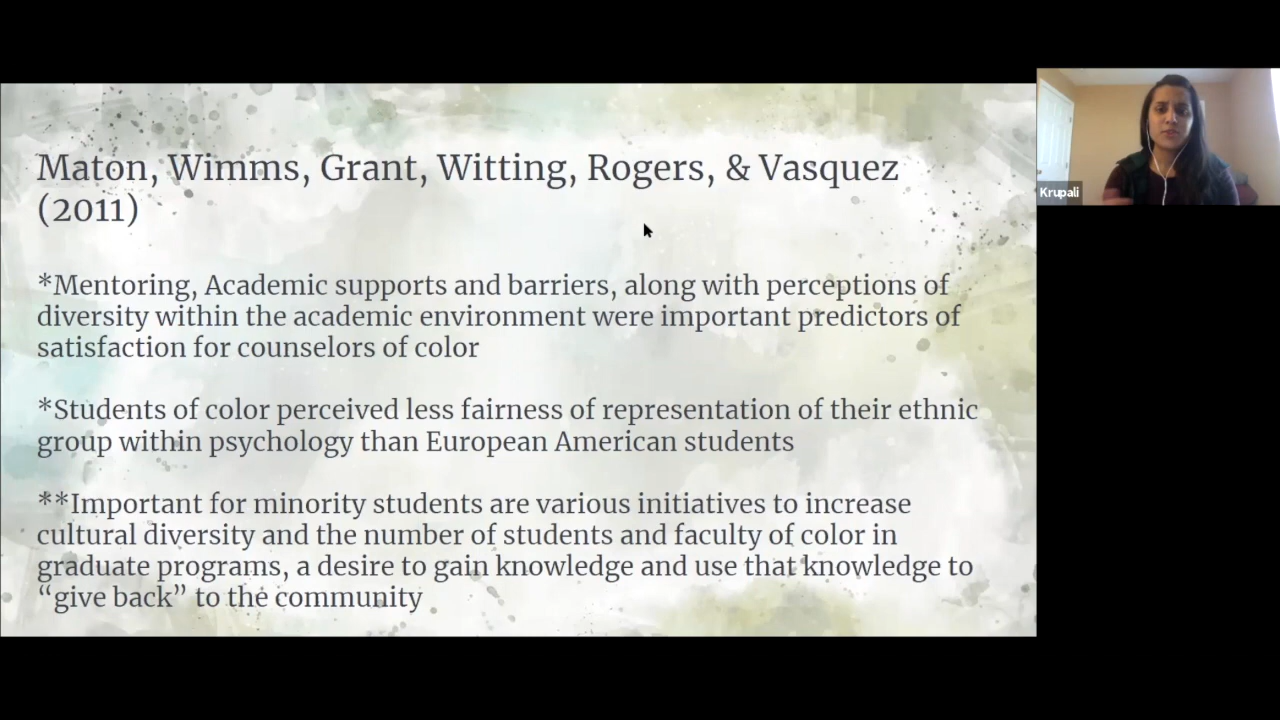 Maton, Wimms, Grant, Witting, Rogers, & Vasquez
(2011)
*Mentoring, Academic supports and barriers, along with perceptions of
diversity within the academic environment were important predictors of
satisfaction for counselors of color
*Students of color perceived less fairness of representation of their ethnic
group within psychology than European American students
**Important for minority students are various initiatives to increase
cultural diversity and the number of students and faculty of color in
graduate programs, a desire to gain knowledge and use that knowledge to
“give back” to the community
Krupali